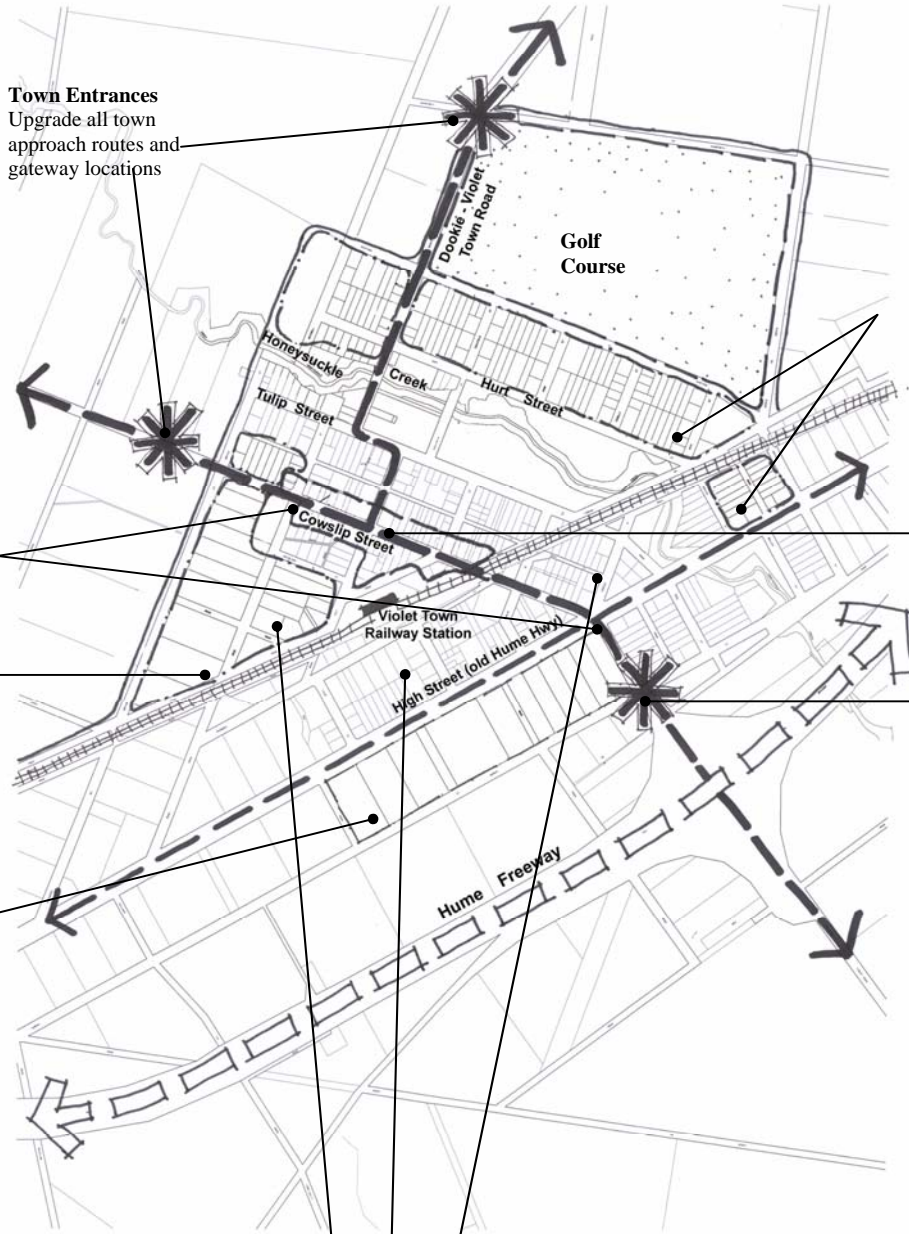 Town Entrances
Upgrade all town
approach routes and
gateway locations
Dookie - Violet
Town Road
Golf
Course
Honeysuckle
Creek
Hurt Street
Tulip Street
Cowslip Street
Violet Town
Railway Station
High Street (old Hume Hwy)
Hume Freeway